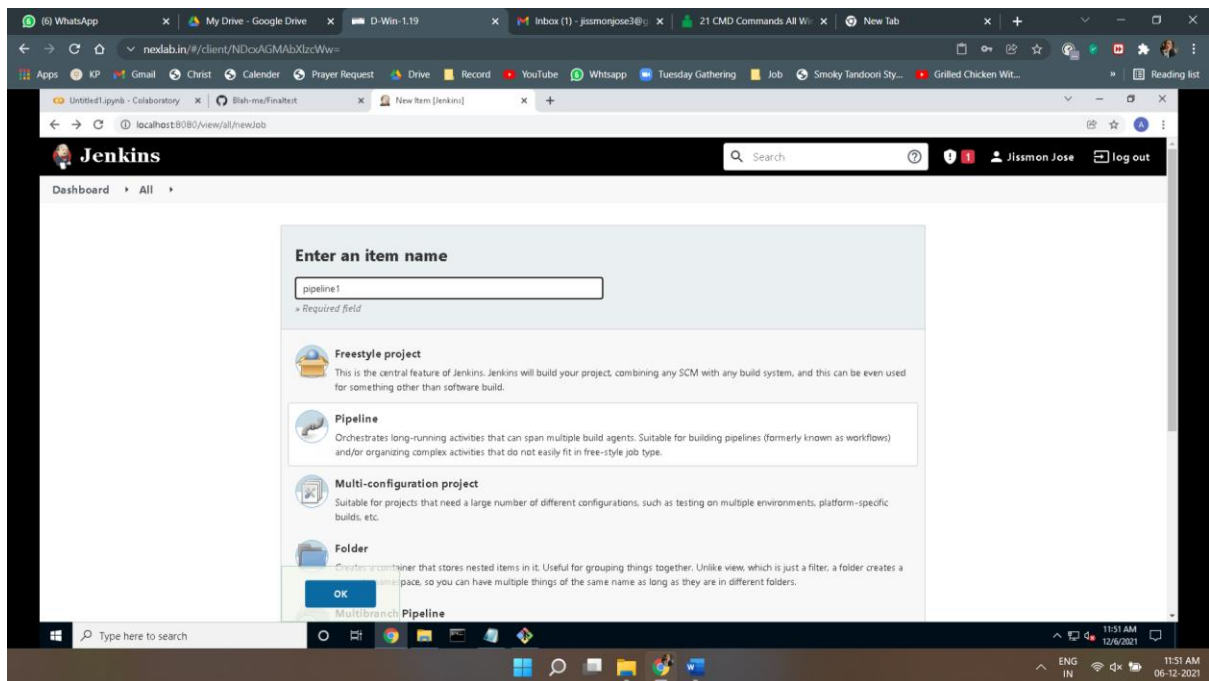 (6) WhatsApp
My Drive - Google Drive
D-Win-1.19
Inbox (1) - jissmonjose3@g
21 CMD Commands All Wi
New Tab
nexlab.in/#/client/NDcxAGMAbXlzcWw=
Apps
KP
Gmail
Christ
Calender
Prayer Request
Drive
Record
YouTube
Whtsapp
Tuesday Gathering
Job
Smoky Tandoori Sty...
Grilled Chicken Wit...
»
Reading list
Untitled1.ipynb - Colaboratory
Blah-me/Finaltest
New Item [Jenkins]
localhost:8080/view/all/newJob
A
Jenkins
Search
1
Jissmon Jose
log out
Dashboard
All
Enter an item name
pipeline1
» Required field
Freestyle project
This is the central feature of Jenkins. Jenkins will build your project, combining any SCM with any build system, and this can be even used
for something other than software build.
Pipeline
Orchestrates long-running activities that can span multiple build agents. Suitable for building pipelines (formerly known as workflows)
and/or organizing complex activities that do not easily fit in free-style job type.
Multi-configuration project
Suitable for projects that need a large number of different configurations, such as testing on multiple environments, platform-specific
builds, etc.
Folder
Creates a container that stores nested items in it. Useful for grouping things together. Unlike view, which is just a filter, a folder creates a
space, so you can have multiple things of the same name as long as they are in different folders.
OK
Multibranch Pipeline
Type here to search
11:51 AM
12/6/2021
ENG
IN
11:51 AM
06-12-2021